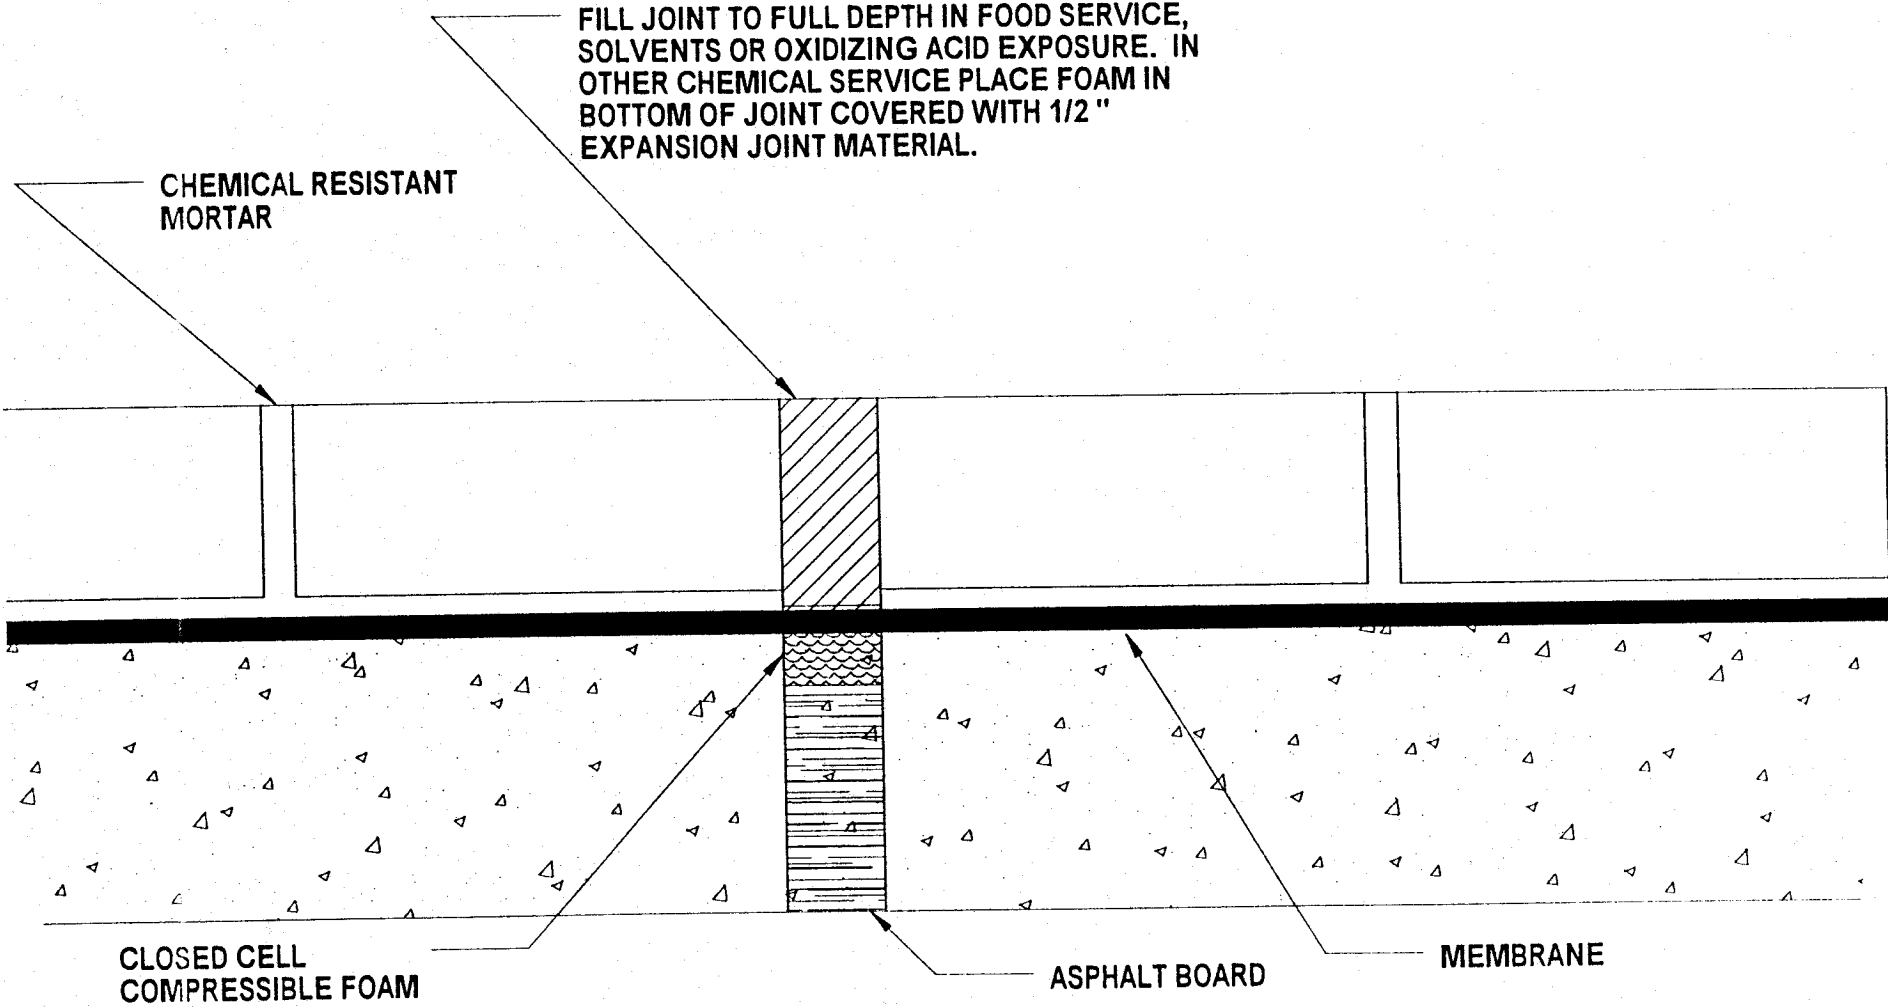 FILL JOINT TO FULL DEPTH IN FOOD SERVICE,
SOLVENTS OR OXIDIZING ACID EXPOSURE. IN
OTHER CHEMICAL SERVICE PLACE FOAM IN
BOTTOM OF JOINT COVERED WITH 1/2 "
EXPANSION JOINT MATERIAL.
CHEMICAL RESISTANT
MORTAR
CLOSED CELL
COMPRESSIBLE FOAM
ASPHALT BOARD
MEMBRANE